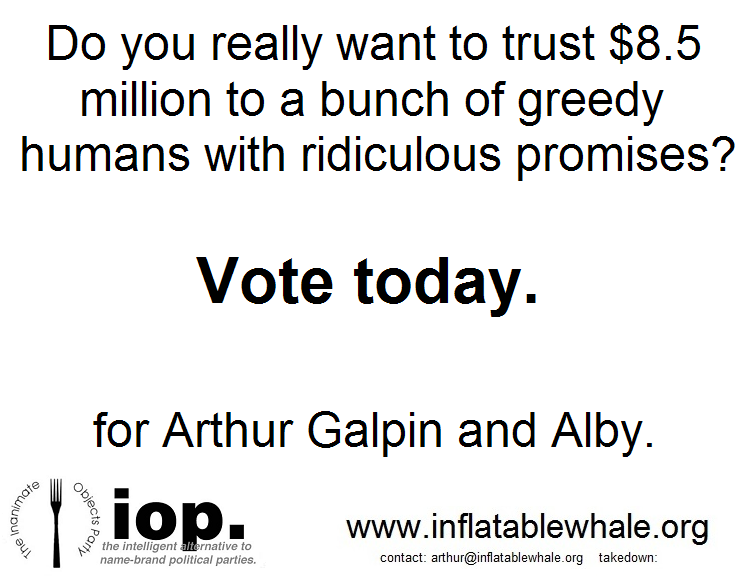 Do you really want to trust $8.5
million to a bunch of greedy
humans with ridiculous promises?
Vote today.
for Arthur Galpin and Alby.
The Inanimate Objects Party
iop.
the intelligent alternative to
name-brand political parties.
www.inflatablewhale.org
contact: arthur@inflatablewhale.org takedown: